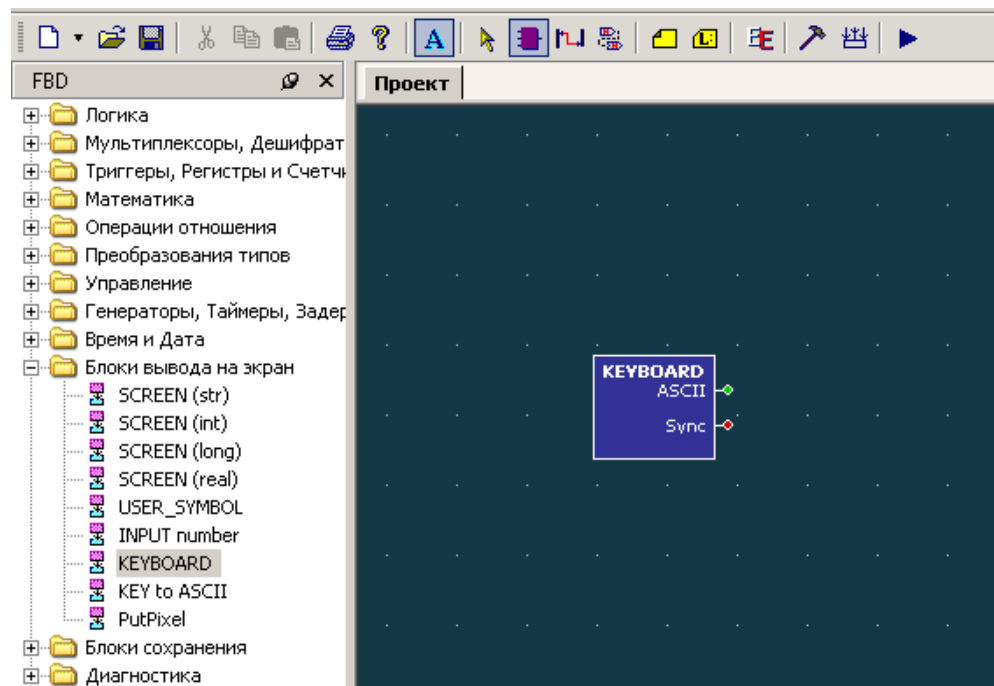 A
FBD
Проект
Логика
Мультиплексоры, Дешифрат
Триггеры, Регистры и Счетчи
Математика
Операции отношения
Преобразования типов
Управление
Генераторы, Таймеры, Задер
Время и Дата
Блоки вывода на экран
SCREEN (str)
SCREEN (int)
SCREEN (long)
SCREEN (real)
USER_SYMBOL
INPUT number
KEYBOARD
KEY to ASCII
PutPixel
Блоки сохранения
Диагностика
KEYBOARD
ASCII
Sync